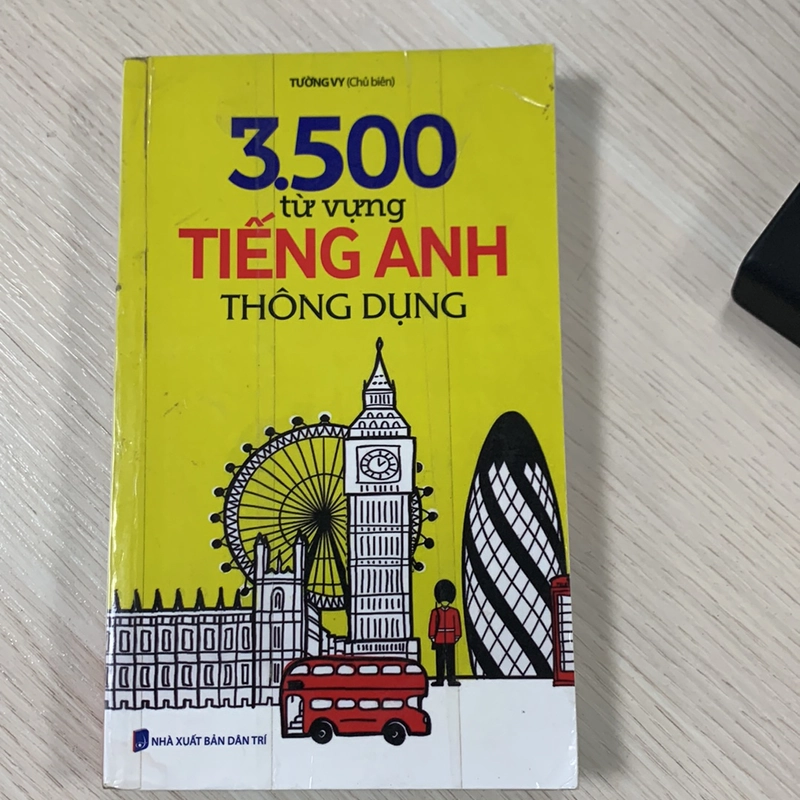 TƯỜNG VY (Chủ biên)
3.500
từ vựng
TIẾNG ANH
THÔNG DỤNG
NHÀ XUẤT BẢN DÂN TRÍ